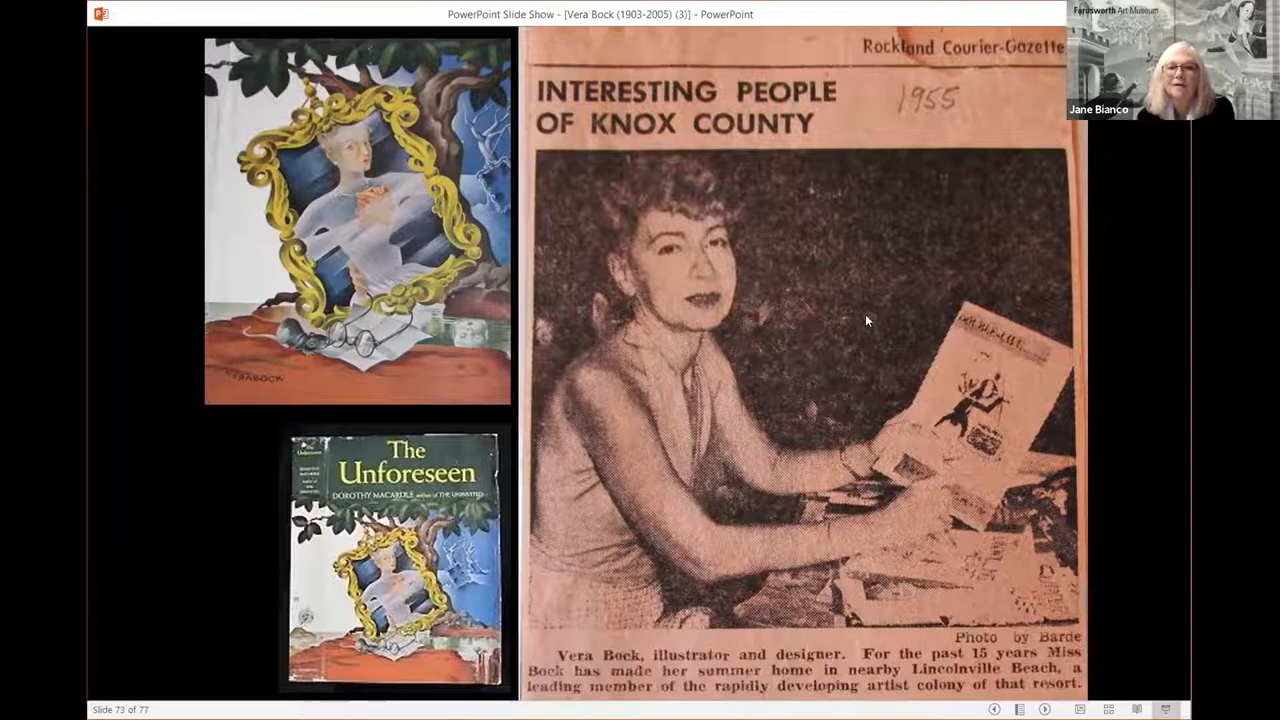 PowerPoint Slide Show - [Vera Bock (1903-2005) (3)] - PowerPoint
Farnsworth Art Museum
Jane Bianco
VERA BOCK
The
Unforeseen
DOROTHY MACARDLE author of THE UNINVITED
The
Unforeseen
Rockland Courier-Gazette
INTERESTING PEOPLE
OF KNOX COUNTY
1955
Photo by Barde
Vera Bock, illustrator and designer. For the past 15 years Miss
Bock has made her summer home in nearby Lincolnville Beach, a
leading member of the rapidly developing artist colony of that resort.
Slide 73 of 77